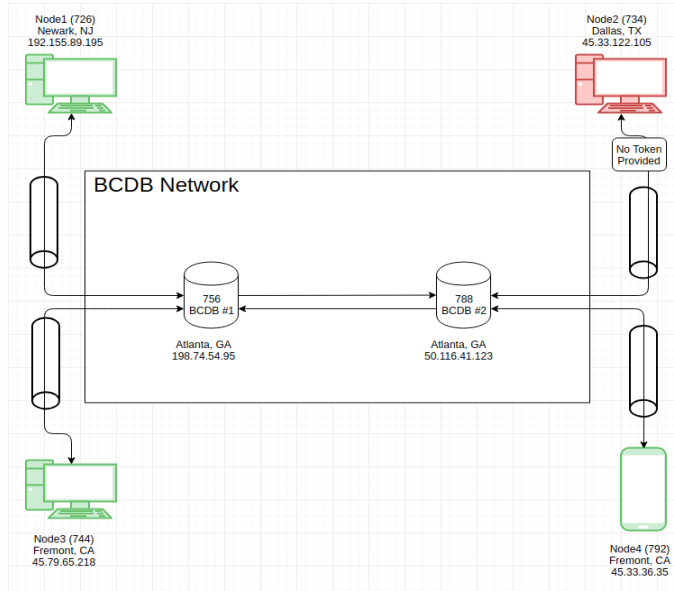 Node1 (726)
Newark, NJ
192.155.89.195
Node2 (734)
Dallas, TX
45.33.122.105
No Token
Provided
BCDB Network
756
BCDB #1
788
BCDB #2
Atlanta, GA
198.74.54.95
Atlanta, GA
50.116.41.123
Node3 (744)
Fremont, CA
45.79.65.218
Node4 (792)
Fremont, CA
45.33.36.35